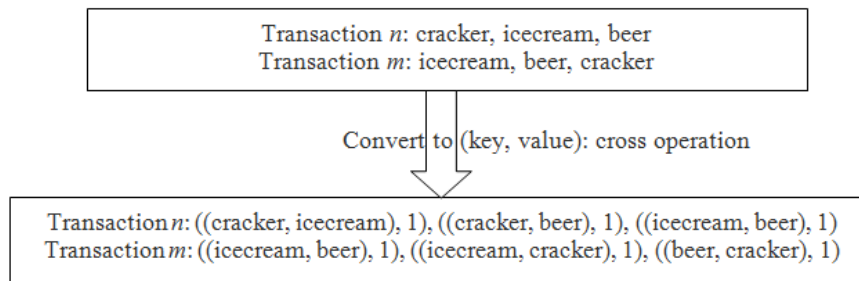 Transaction n: cracker, icecream, beer
Transaction m: icecream, beer, cracker
Convert to (key, value): cross operation
Transaction n: ((cracker, icecream), 1), ((cracker, beer), 1), ((icecream, beer), 1)
Transaction m: ((icecream, beer), 1), ((icecream, cracker), 1), ((beer, cracker), 1)